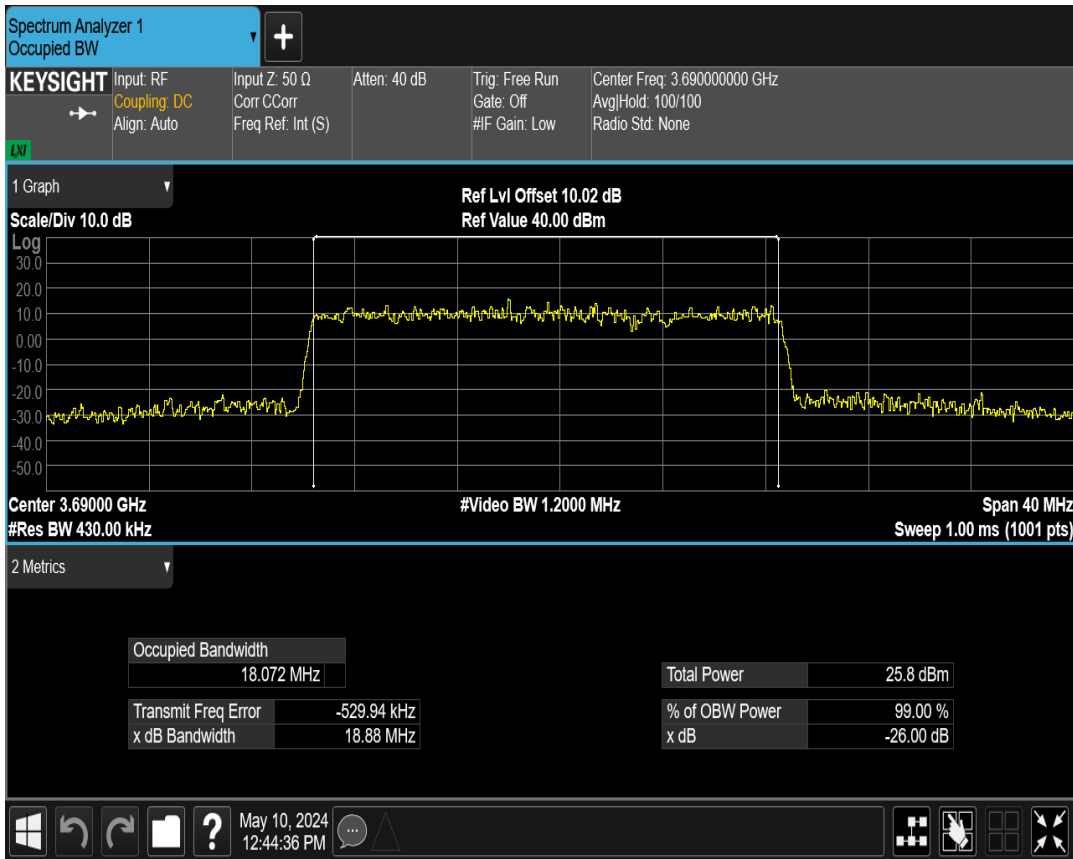 Spectrum Analyzer 1
Occupied BW
KEYSIGHT
LXI
Input: RF
Coupling: DC
Align: Auto
Input Z: 50 Ω
Corr CCorr
Freq Ref: Int (S)
Atten: 40 dB
Trig: Free Run
Gate: Off
#IF Gain: Low
Center Freq: 3.690000000 GHz
Avg|Hold: 100/100
Radio Std: None
1 Graph
Scale/Div 10.0 dB
Ref Lvl Offset 10.02 dB
Ref Value 40.00 dBm
Log
30.0
20.0
10.0
0.00
-10.0
-20.0
-30.0
-40.0
-50.0
Center 3.69000 GHz
#Res BW 430.00 kHz
#Video BW 1.2000 MHz
Span 40 MHz
Sweep 1.00 ms (1001 pts)
2 Metrics
Occupied Bandwidth
18.072 MHz
Transmit Freq Error -529.94 kHz
x dB Bandwidth 18.88 MHz
Total Power 25.8 dBm
% of OBW Power 99.00 %
x dB -26.00 dB
May 10, 2024
12:44:36 PM